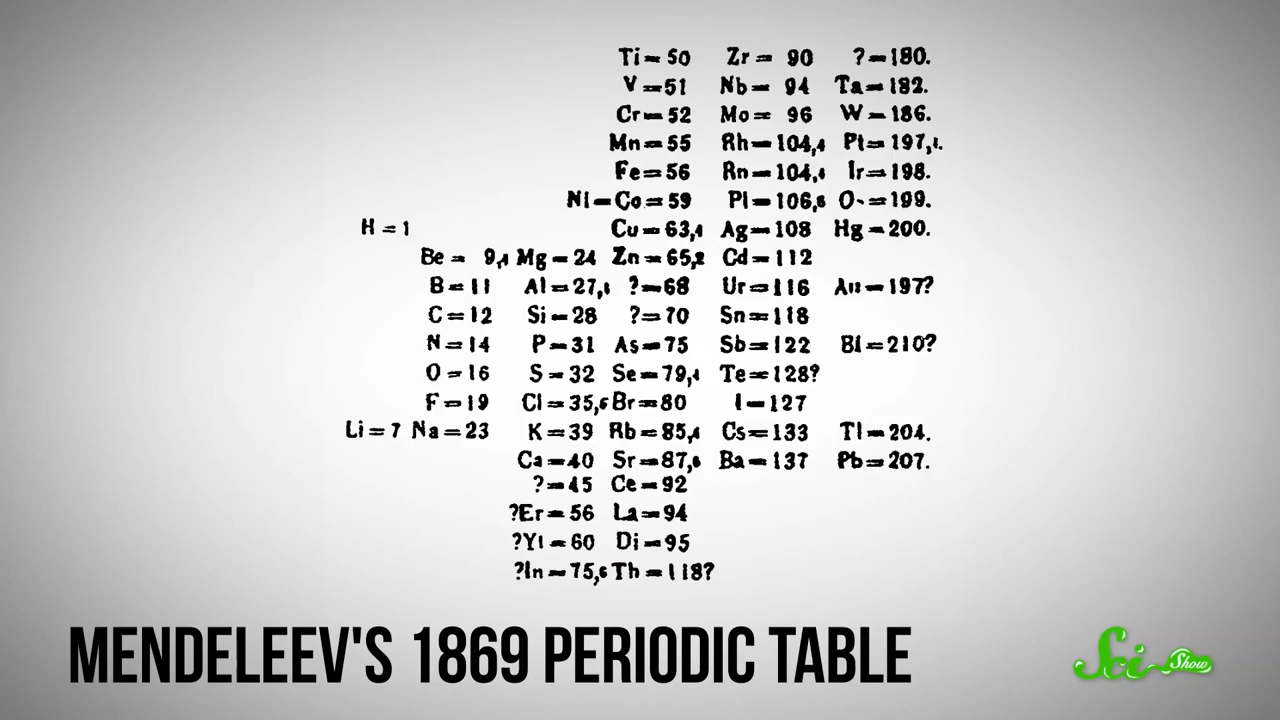 Ti = 50 Zr = 90 ? = 180.
V = 51 Nb = 94 Ta = 182.
Cr = 52 Mo = 96 W = 186.
Mn = 55 Rh = 104,4 Pt = 197,1.
Fe = 56 Rn = 104,4 Ir = 198.
Ni – Co = 59 Pl = 106,6 O- = 199.
H = 1 Cu = 63,4 Ag = 108 Hg = 200.
Be = 9,4 Mg = 24 Zn = 65,2 Cd = 112
B = 11 Al = 27,1 ? = 68 Ur = 116 Au = 197?
C = 12 Si = 28 ? = 70 Sn = 118
N = 14 P = 31 As = 75 Sb = 122 Bi = 210?
O = 16 S = 32 Se = 79,4 Te = 128?
F = 19 Cl = 35,5 Br = 80 I = 127
Li = 7 Na = 23 K = 39 Rb = 85,4 Cs = 133 Tl = 204.
Ca = 40 Sr = 87,6 Ba = 137 Pb = 207.
? = 45 Ce = 92
?Er = 56 La = 94
?Yt = 60 Di = 95
?In = 75,6 Th = 118?
MENDELEEV'S 1869 PERIODIC TABLE
Sci Show